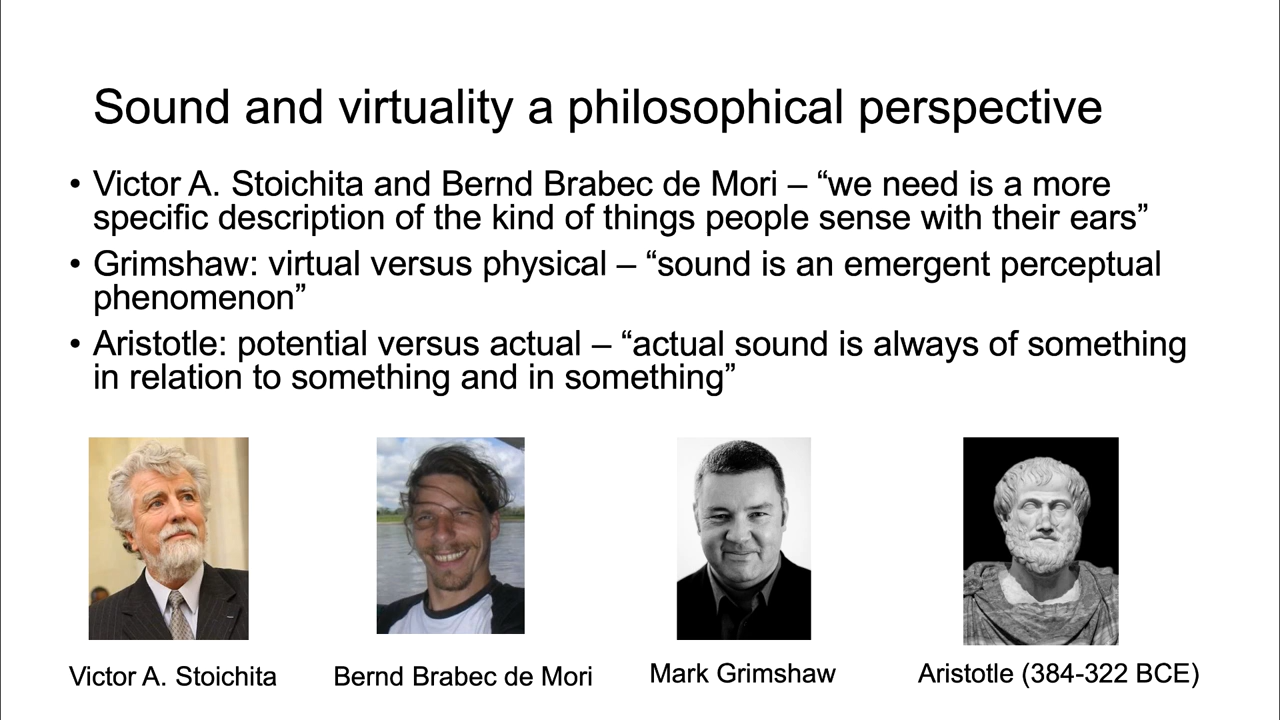 Sound and virtuality a philosophical perspective
• Victor A. Stoichita and Bernd Brabec de Mori – “we need is a more
specific description of the kind of things people sense with their ears”
• Grimshaw: virtual versus physical – “sound is an emergent perceptual
phenomenon”
• Aristotle: potential versus actual – “actual sound is always of something
in relation to something and in something”
Victor A. Stoichita
Bernd Brabec de Mori
Mark Grimshaw
Aristotle (384-322 BCE)